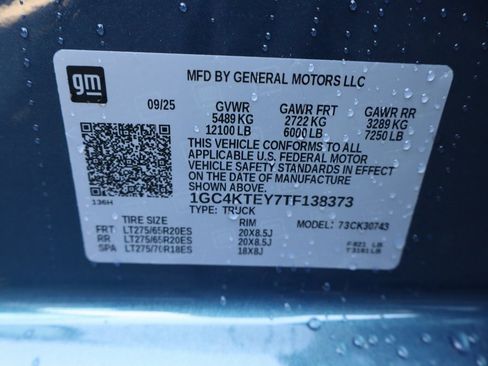 gm
MFD BY GENERAL MOTORS LLC
09/25 GVWR GAWR FRT GAWR RR
5489 KG 2722 KG 3289 KG
12100 LB 6000 LB 7250 LB
THIS VEHICLE CONFORMS TO ALL
APPLICABLE U.S. FEDERAL MOTOR
VEHICLE SAFETY STANDARDS IN EFFECT
ON THE DATE OF MANUFACTURE
SHOWN ABOVE.
1GC4KTEY7TF138373
136H
TYPE: TRUCK
TIRE SIZE RIM MODEL: 73CK30743
FRT LT275/65R20ES 20X8.5J
RR LT275/65R20ES 20X8.5J F:821 LB
SPA LT275/70R18ES 18X8J T:3181LB